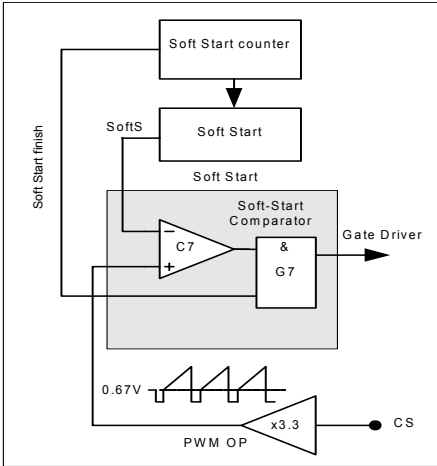 Soft Start counter
SoftS
Soft Start
Soft Start finish
Soft Start
Soft-Start
Comparator
Gate Driver
−
C7
+
&
G7
0.67V
x3.3
CS
PWM OP